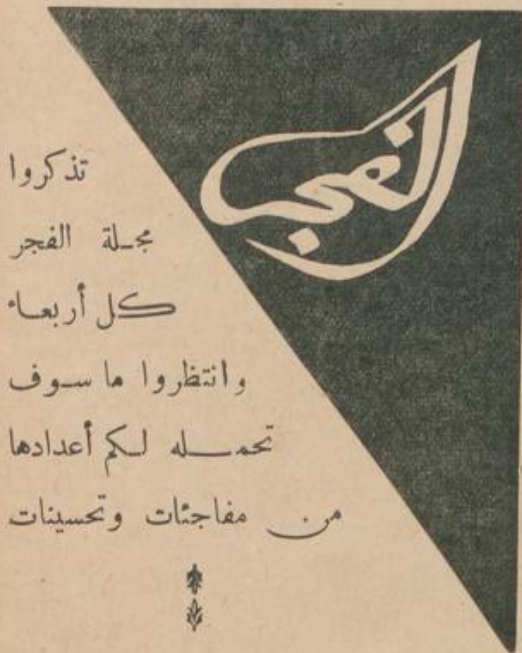 الفجر
تذكروا
مجلة الفجر
كل أربعاء
وانتظروا ما سوف
تحمله لكم أعدادها
من مفاجئات وتحسينات